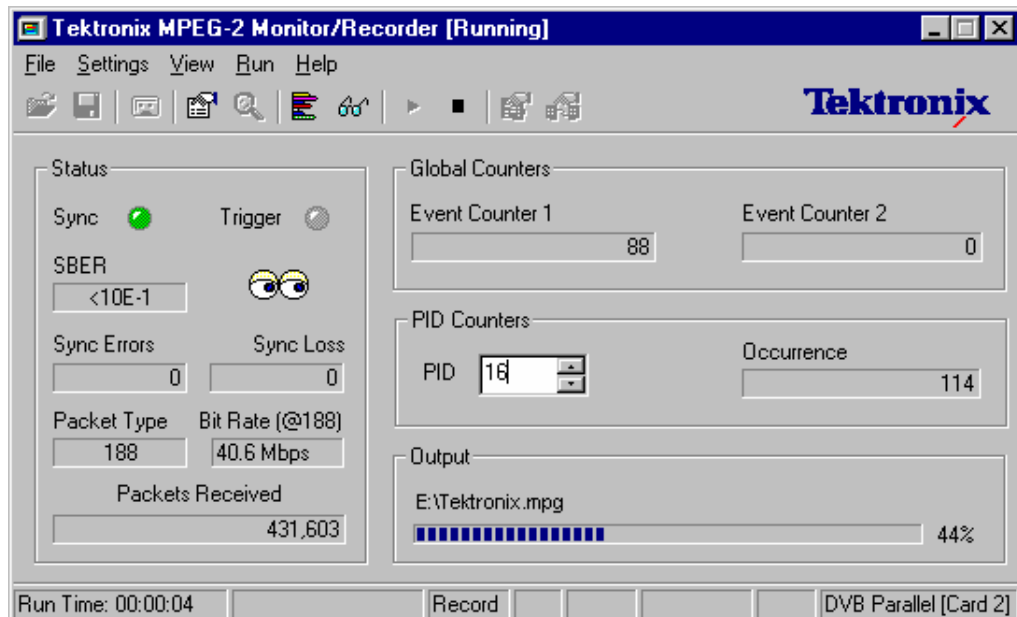 Tektronix MPEG-2 Monitor/Recorder [Running]
File Settings View Run Help
Tektronix
Status
Sync Trigger
SBER
<10E-1
Sync Errors Sync Loss
0 0
Packet Type Bit Rate (@188)
188 40.6 Mbps
Packets Received
431,603
Global Counters
Event Counter 1 Event Counter 2
88 0
PID Counters
PID 16 Occurrence
114
Output
E:\Tektronix.mpg
44%
Run Time: 00:00:04 Record DVB Parallel [Card 2]